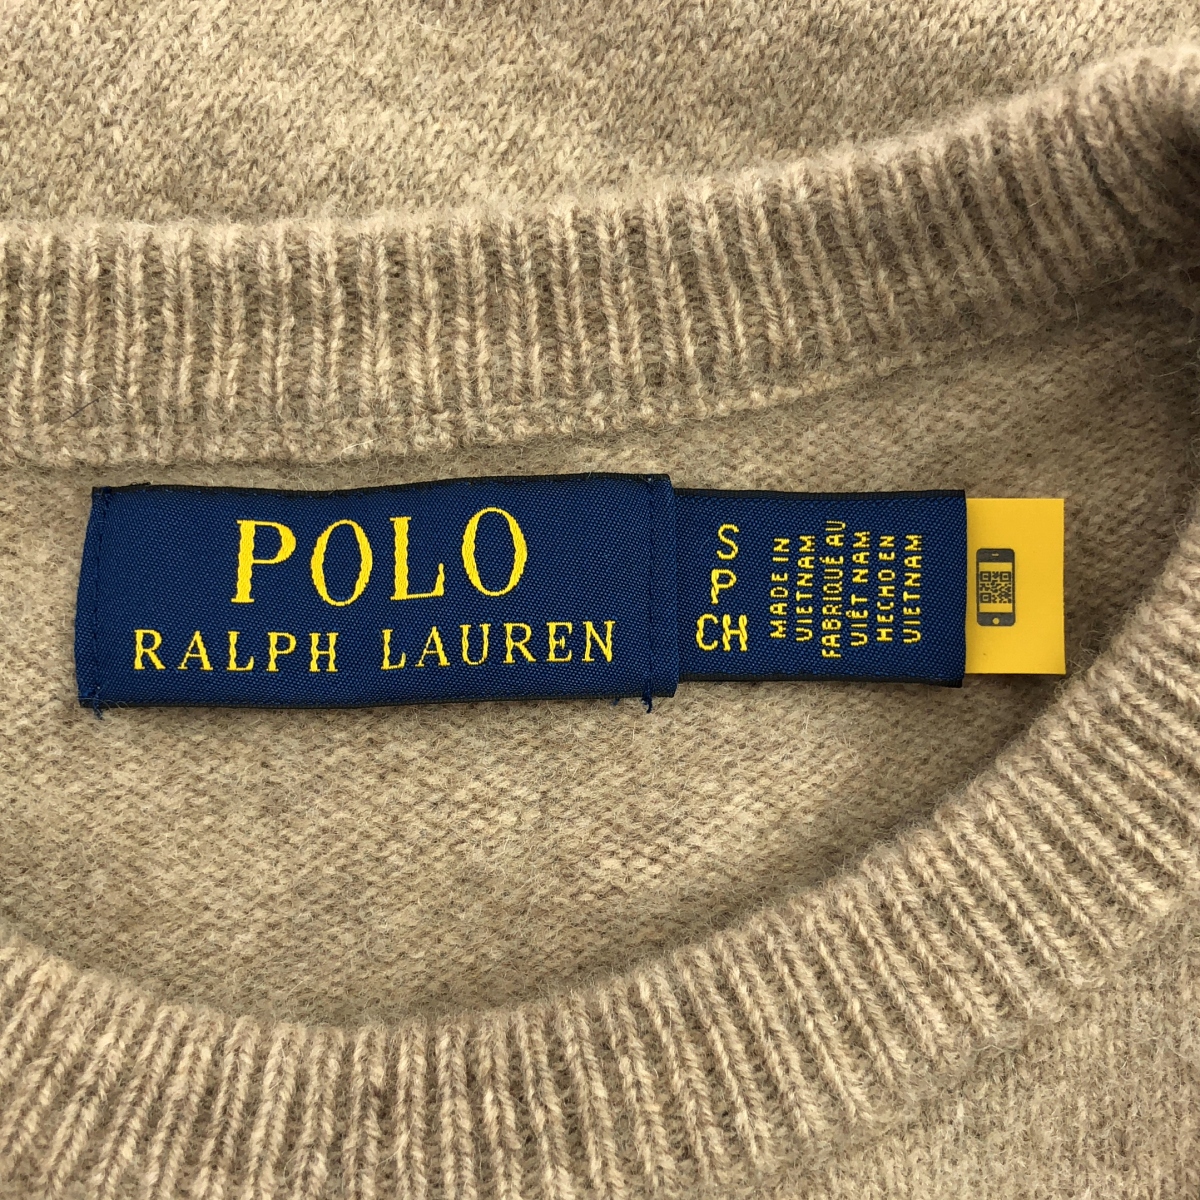 POLO
RALPH LAUREN
S
P
CH
MADE IN
VIETNAM
FABRIQUÉ AU
VIÊT NAM
HECHO EN
VIETNAM